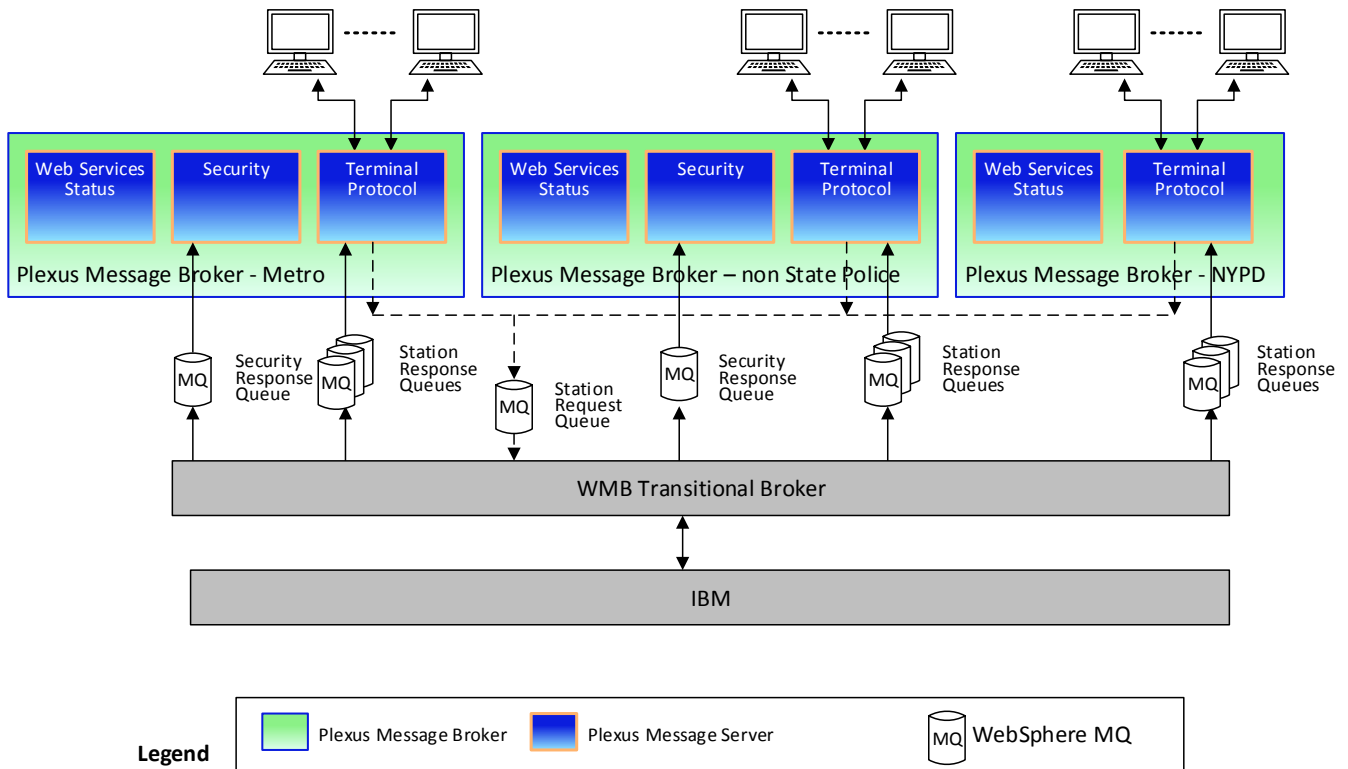 Web Services
Status
Security
Terminal
Protocol
Plexus Message Broker - Metro
Web Services
Status
Security
Terminal
Protocol
Plexus Message Broker – non State Police
Web Services
Status
Terminal
Protocol
Plexus Message Broker - NYPD
MQ
Security
Response
Queue
MQ
Station
Response
Queues
MQ
Station
Request
Queue
MQ
Security
Response
Queue
MQ
Station
Response
Queues
MQ
Station
Response
Queues
WMB Transitional Broker
IBM
Legend
Plexus Message Broker
Plexus Message Server
MQ
WebSphere MQ